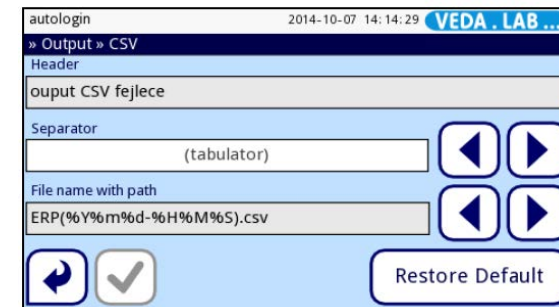 autologin 2014-10-07 14:14:29 VEDA.LAB ...
» Output » CSV
Header
ouput CSV fejlece
Separator
(tabulator)
File name with path
ERP(%Y%m%d-%H%M%S).csv
Restore Default